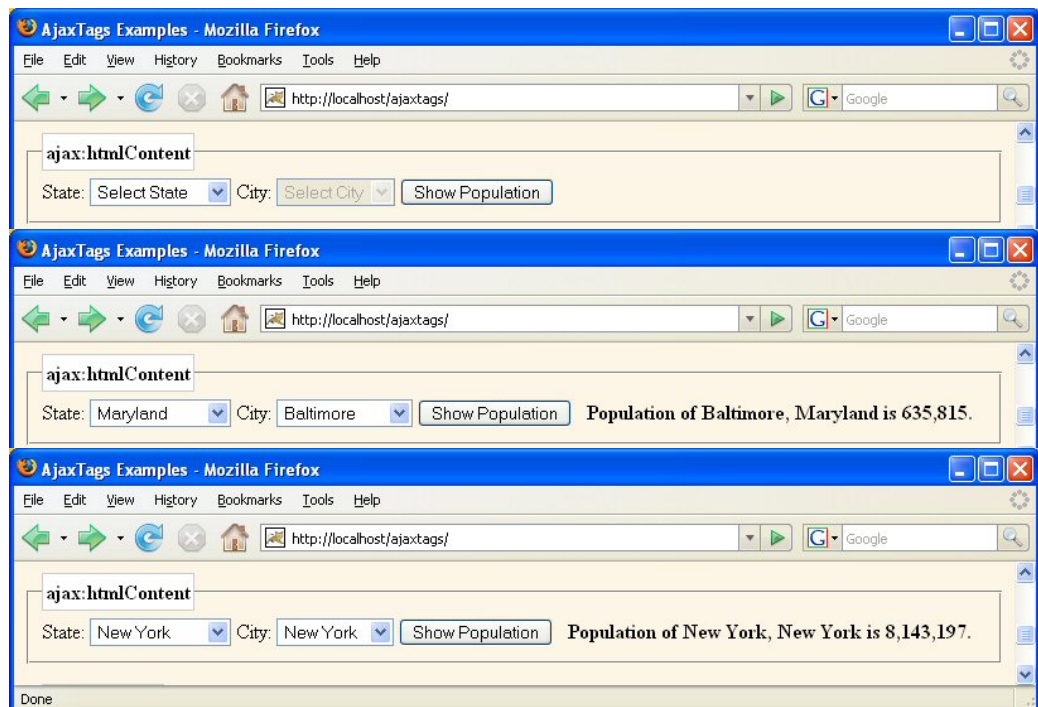 AjaxTags Examples - Mozilla Firefox
File Edit View History Bookmarks Tools Help
http://localhost/ajaxtags/ G Google
ajax:htmlContent
State: Select State City: Select City Show Population
AjaxTags Examples - Mozilla Firefox
File Edit View History Bookmarks Tools Help
http://localhost/ajaxtags/ G Google
ajax:htmlContent
State: Maryland City: Baltimore Show Population Population of Baltimore, Maryland is 635,815.
AjaxTags Examples - Mozilla Firefox
File Edit View History Bookmarks Tools Help
http://localhost/ajaxtags/ G Google
ajax:htmlContent
State: New York City: New York Show Population Population of New York, New York is 8,143,197.
Done